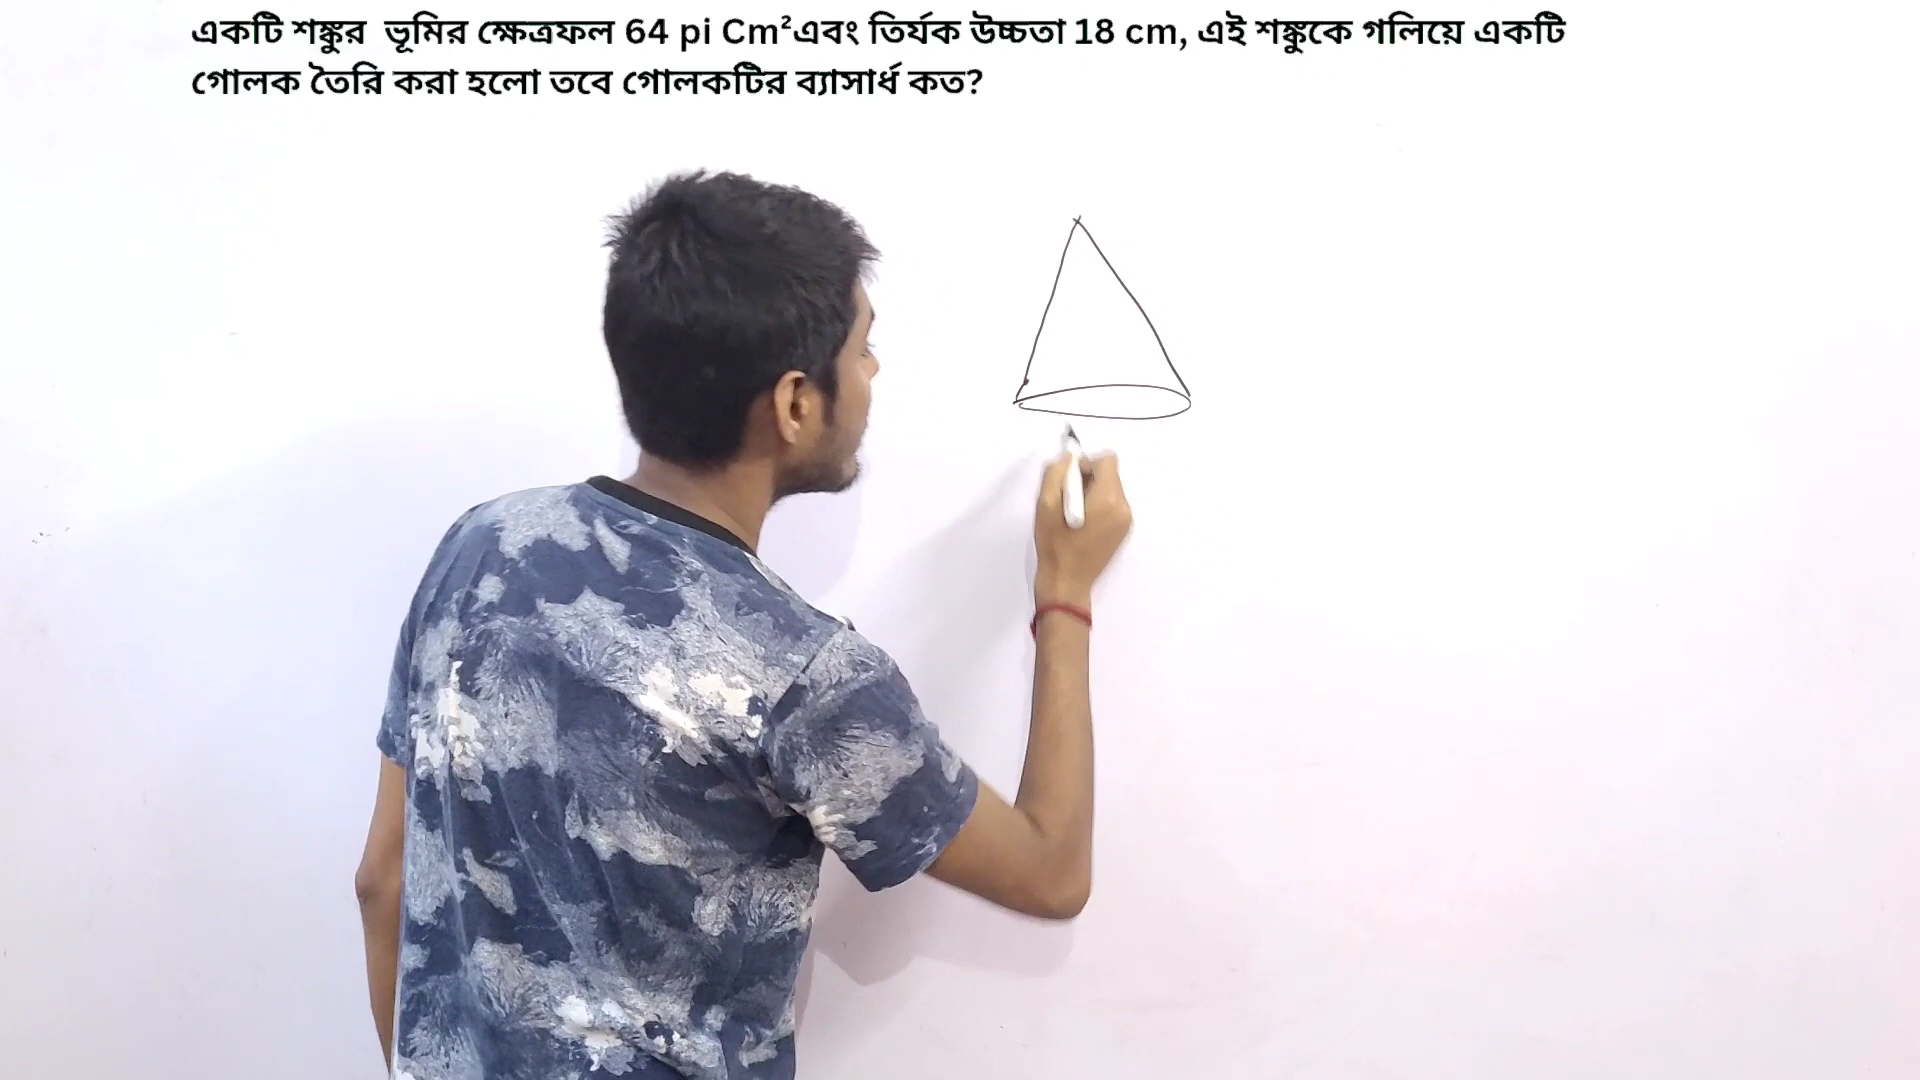 একটি শঙ্কুর ভূমির ক্ষেত্রফল 64 pi Cm²এবং তির্যক উচ্চতা 18 cm, এই শঙ্কুকে গলিয়ে একটি
গোলক তৈরি করা হলো তবে গোলকটির ব্যাসার্ধ কত?